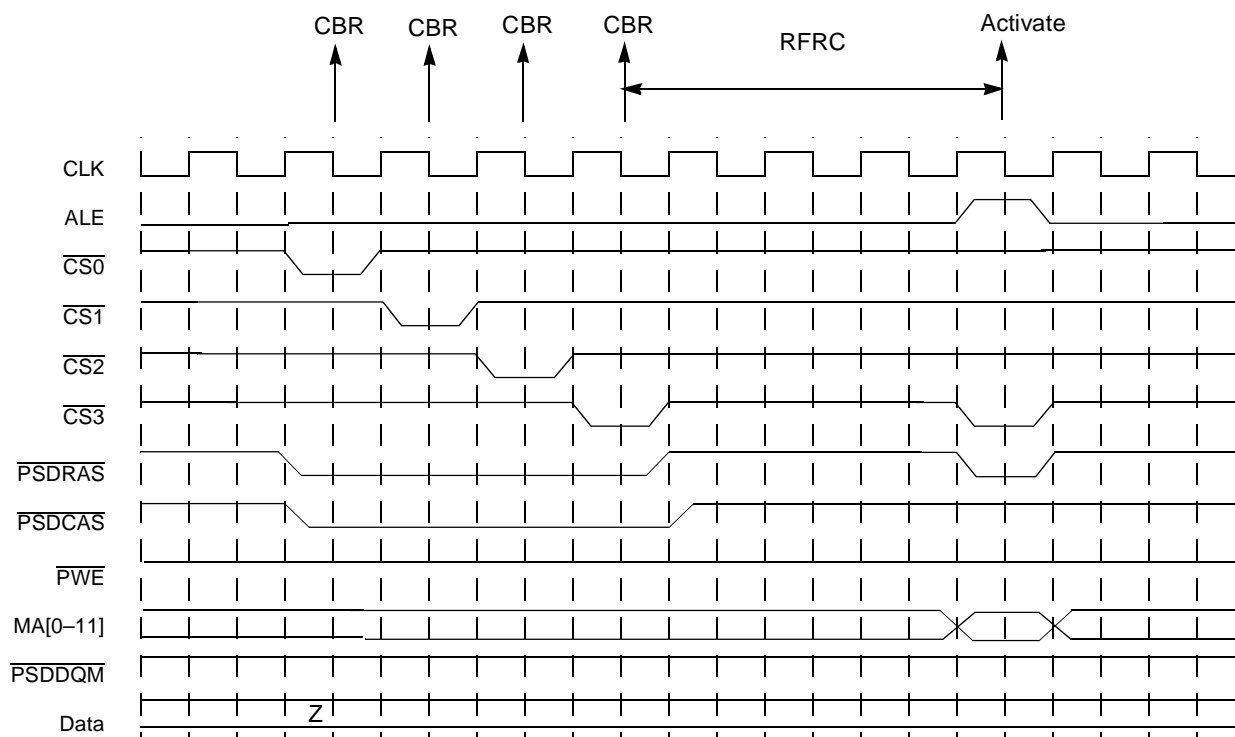 CBR CBR CBR CBR RFRC Activate
CLK
ALE
CS0
CS1
CS2
CS3
PSDRAS
PSDCAS
PWE
MA[0–11]
PSDDQM
Data Z